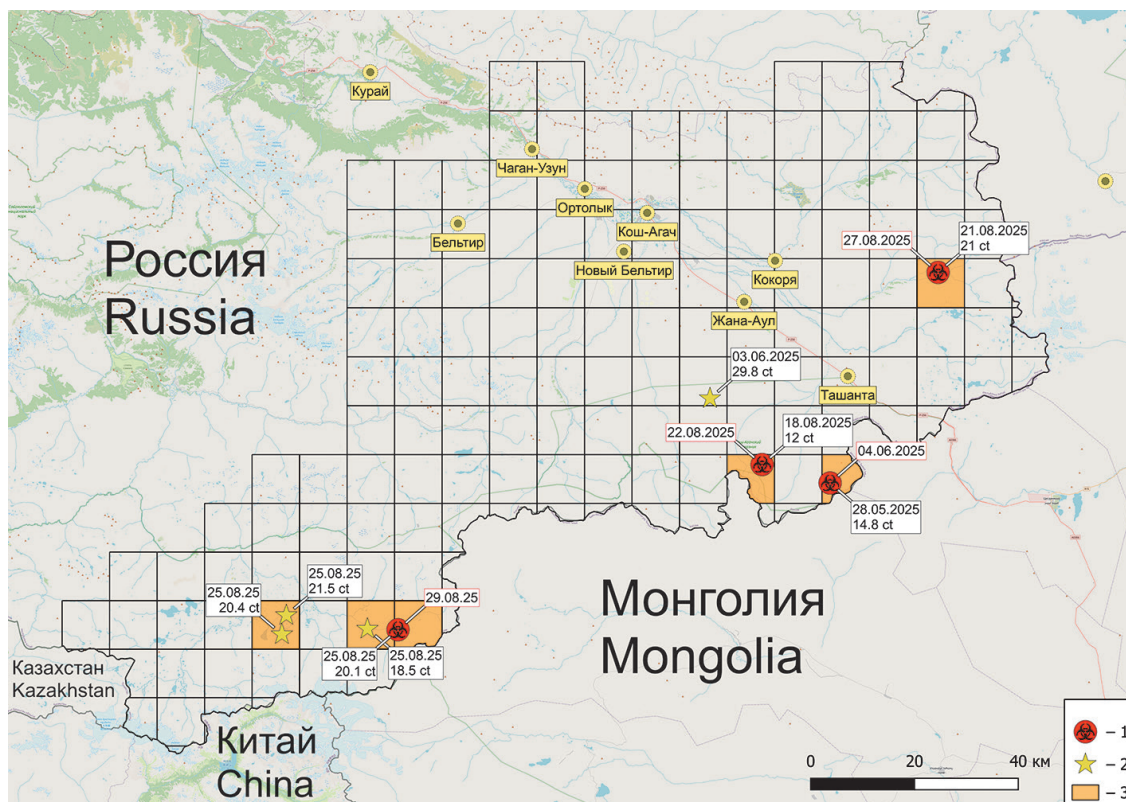 Курай
Чаган-Узун
Ортолык
Кош-Агач
Бельтир
Новый Бельтир
Кокоря
Жана-Аул
Ташанта
Россия
Russia
27.08.2025
21.08.2025
21 ct
03.06.2025
29.8 ct
22.08.2025
18.08.2025
12 ct
04.06.2025
28.05.2025
14.8 ct
25.08.25
20.4 ct
25.08.25
21.5 ct
29.08.25
25.08.25
20.1 ct
25.08.25
18.5 ct
Монголия
Mongolia
Казахстан
Kazakhstan
Китай
China
0 20 40 км
– 1
– 2
– 3